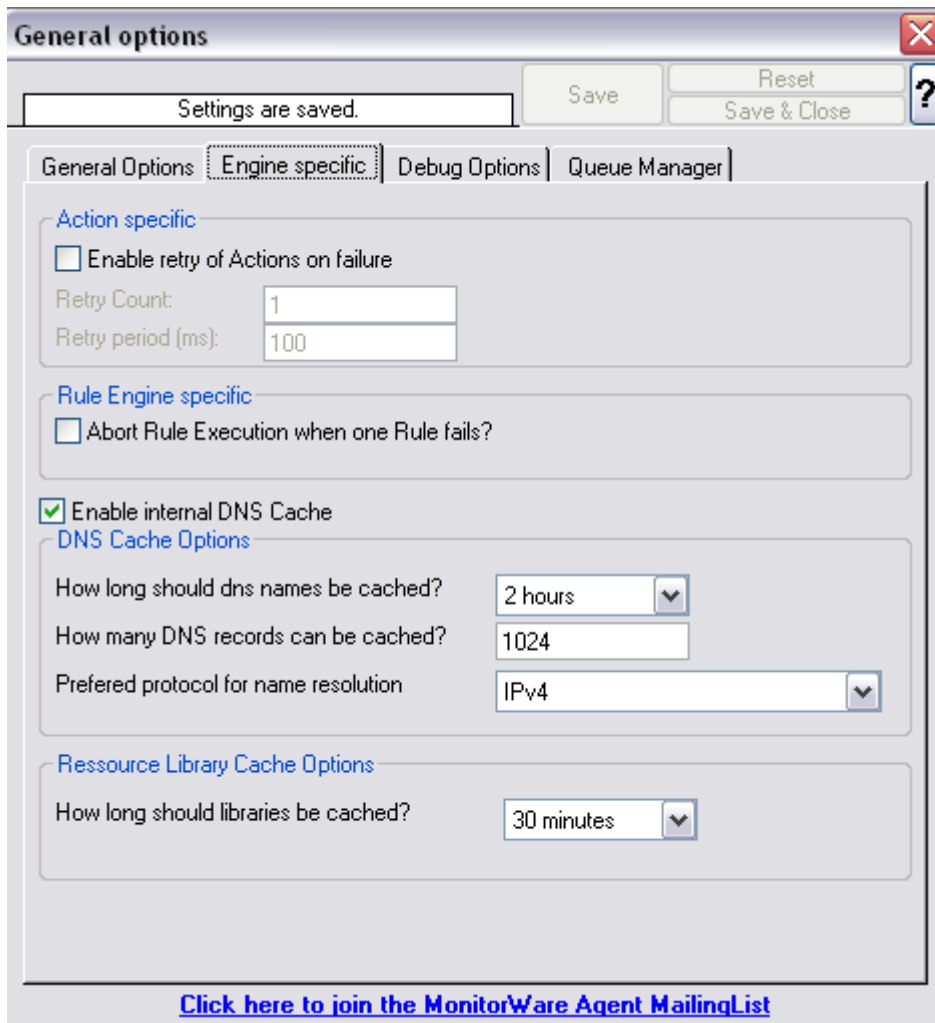 General options
Settings are saved.
Save
Reset
Save & Close
?
General Options
Engine specific
Debug Options
Queue Manager
Action specific
Enable retry of Actions on failure
Retry Count:
1
Retry period (ms):
100
Rule Engine specific
Abort Rule Execution when one Rule fails?
Enable internal DNS Cache
DNS Cache Options
How long should dns names be cached?
2 hours
How many DNS records can be cached?
1024
Prefered protocol for name resolution
IPv4
Ressource Library Cache Options
How long should libraries be cached?
30 minutes
Click here to join the MonitorWare Agent MailingList